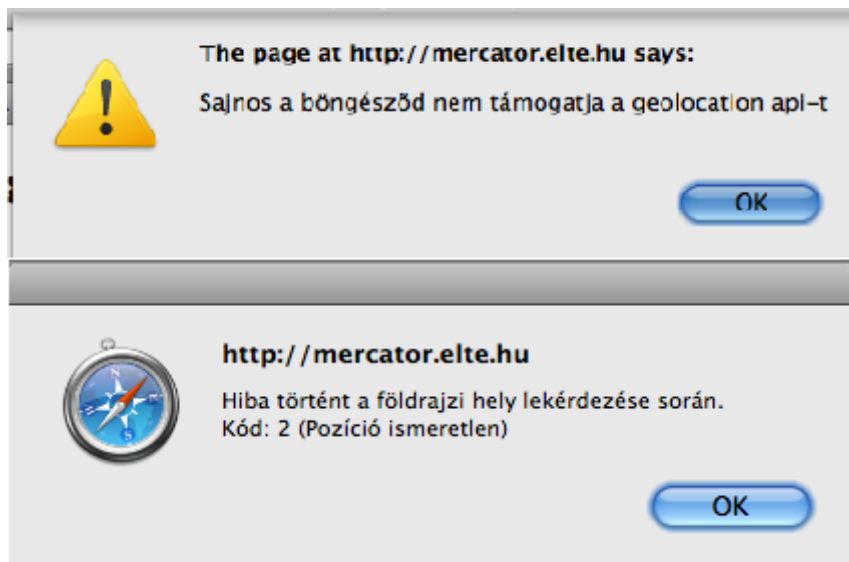 The page at http://mercator.elte.hu says:
Sajnos a böngésződ nem támogatja a geolocation api-t
OK
http://mercator.elte.hu
Hiba történt a földrajzi hely lekérdezése során.
Kód: 2 (Pozíció ismeretlen)
OK